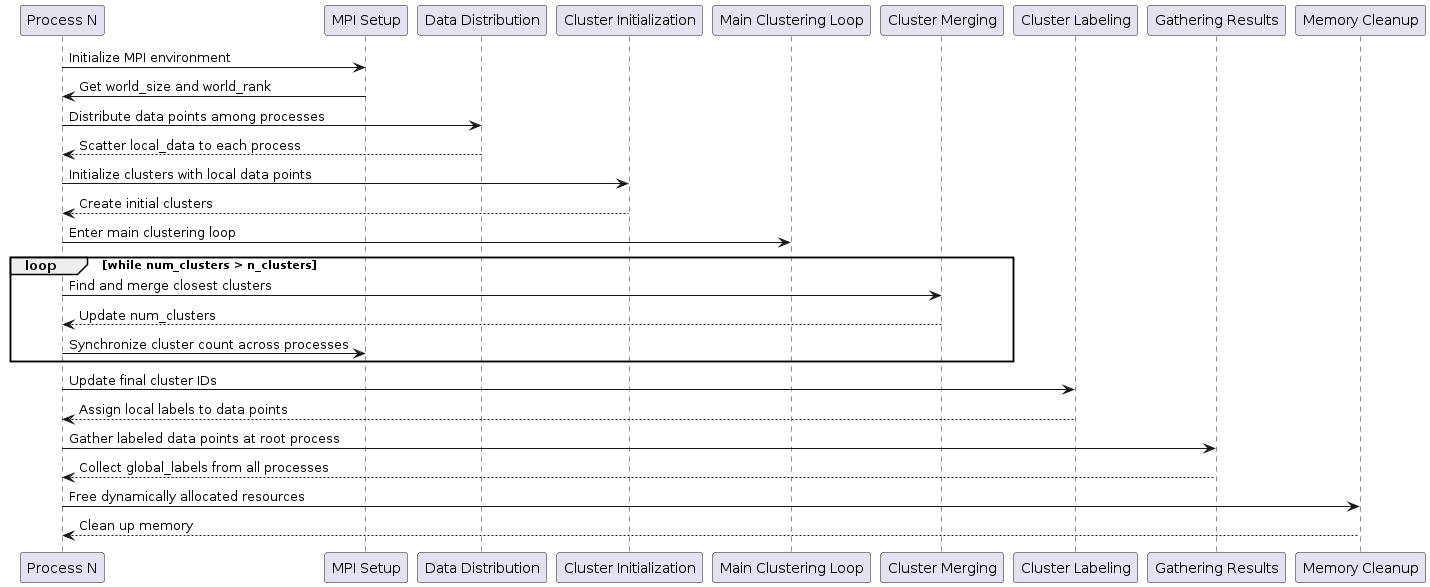 Process N
MPI Setup
Data Distribution
Cluster Initialization
Main Clustering Loop
Cluster Merging
Cluster Labeling
Gathering Results
Memory Cleanup
Initialize MPI environment
Get world_size and world_rank
Distribute data points among processes
Scatter local_data to each process
Initialize clusters with local data points
Create initial clusters
Enter main clustering loop
loop [while num_clusters > n_clusters]
Find and merge closest clusters
Update num_clusters
Synchronize cluster count across processes
Update final cluster IDs
Assign local labels to data points
Gather labeled data points at root process
Collect global_labels from all processes
Free dynamically allocated resources
Clean up memory
Process N
MPI Setup
Data Distribution
Cluster Initialization
Main Clustering Loop
Cluster Merging
Cluster Labeling
Gathering Results
Memory Cleanup